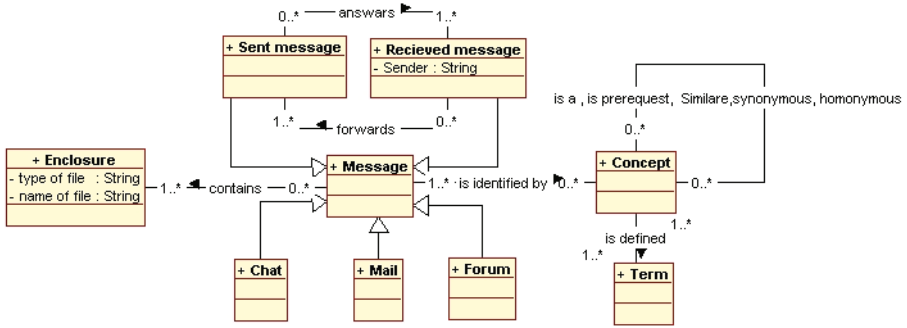 0..* answars 1..*
+ Sent message
+ Recieved message
- Sender : String
is a , is prerequest, Similare,synonymous, homonymous
1..* forwards 0..*
0..*
+ Enclosure
- type of file : String
- name of file : String
+ Message
+ Concept
1..* contains 0..*
1..* is identified by 0..*
0..*
1..*
is defined
1..*
+ Chat
+ Mail
+ Forum
+ Term